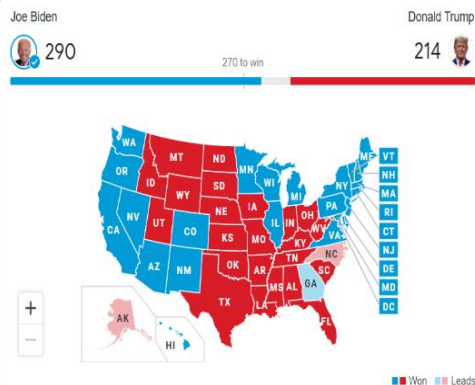 Joe Biden
Donald Trump
290
270 to win
214
WA
OR
CA
NV
ID
MT
WY
UT
AZ
CO
NM
ND
SD
NE
KS
OK
TX
MN
IA
MO
AR
LA
WI
IL
MS
MI
IN
KY
TN
AL
OH
WV
GA
FL
SC
NC
VA
PA
NY
ME
VT
NH
MA
RI
CT
NJ
DE
MD
DC
AK
HI
+
−
Won
Leads